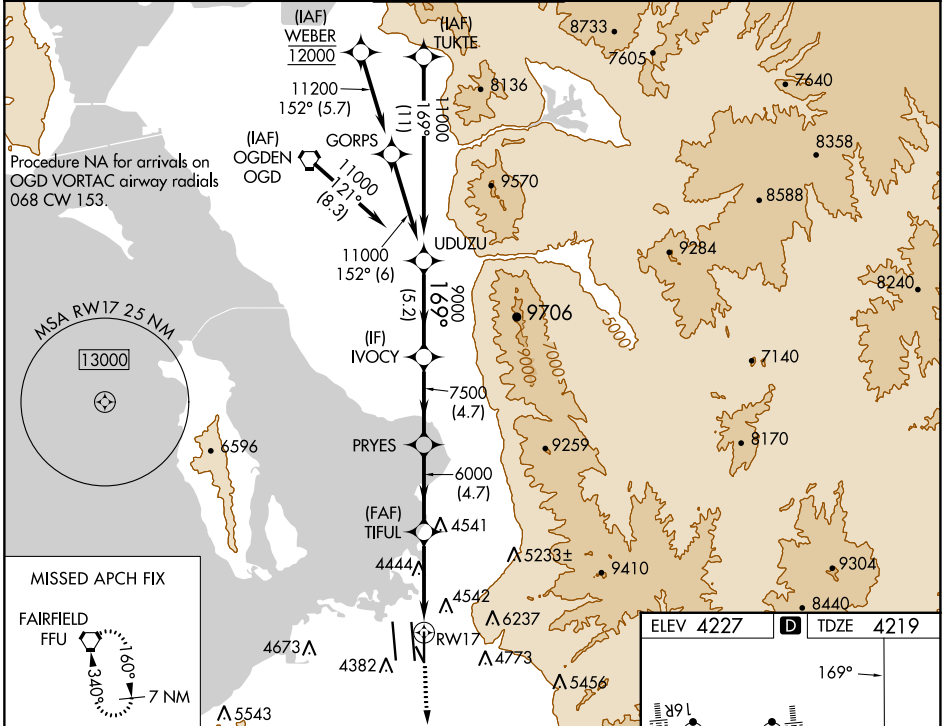 (IAF)
WEBER
12000
(IAF)
TUKTE
8733
7605
7640
8136
11200
152° (5.7)
11000
169°
(11)
GORPS
(IAF)
OGDEN
OGD
Procedure NA for arrivals on
OGD VORTAC airway radials
068 CW 153.
11000
121°
(8.3)
8358
9570
8588
UDUZU
11000
152° (6)
9284
8240
9000
169°
(5.2)
9706
5000
7000
9000
MSA RW17 25 NM
13000
(IF)
IVOCY
7140
7500
(4.7)
6596
PRYES
9259
8170
6000
(4.7)
(FAF)
TIFUL
4541
4444
5233±
9410
9304
4542
8440
6237
RW17
4673
4382
4773
5456
5543
MISSED APCH FIX
FAIRFIELD
FFU
160°
340°
7 NM
ELEV 4227
D
TDZE 4219
169°
16R